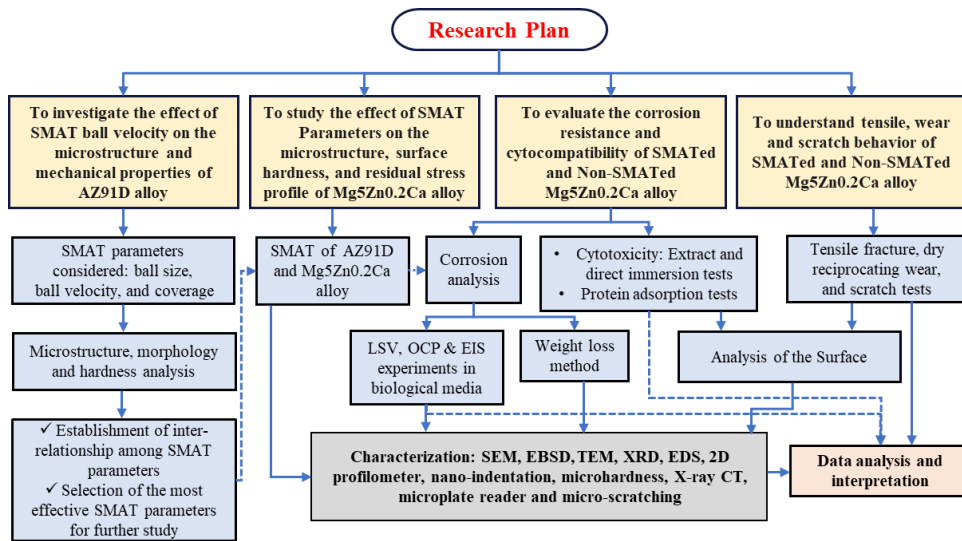 Research Plan
To investigate the effect of
SMAT ball velocity on the
microstructure and
mechanical properties of
AZ91D alloy
To study the effect of SMAT
Parameters on the
microstructure, surface
hardness, and residual stress
profile of Mg5Zn0.2Ca alloy
To evaluate the corrosion
resistance and
cytocompatibility of SMATed
and Non-SMATed
Mg5Zn0.2Ca alloy
To understand tensile, wear
and scratch behavior of
SMATed and Non-SMATed
Mg5Zn0.2Ca alloy
SMAT parameters
considered: ball size,
ball velocity, and coverage
SMAT of AZ91D
and Mg5Zn0.2Ca
alloy
Corrosion
analysis
• Cytotoxicity: Extract and
direct immersion tests
• Protein adsorption tests
Tensile fracture, dry
reciprocating wear,
and scratch tests
Microstructure, morphology
and hardness analysis
LSV, OCP & EIS
experiments in
biological media
Weight loss
method
Analysis of the Surface
✓ Establishment of inter-
relationship among SMAT
parameters
✓ Selection of the most
effective SMAT parameters
for further study
Characterization: SEM, EBSD, TEM, XRD, EDS, 2D
profilometer, nano-indentation, microhardness, X-ray CT,
microplate reader and micro-scratching
Data analysis and
interpretation